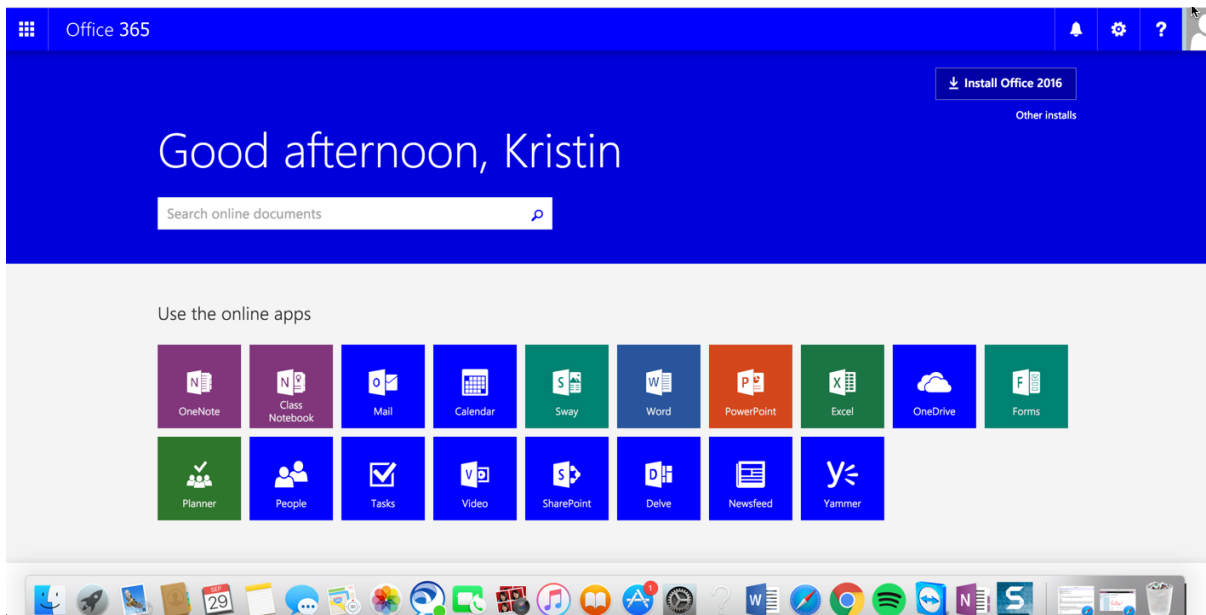 Office 365
?
Install Office 2016
Other installs
Good afternoon, Kristin
Search online documents
Use the online apps
N
OneNote
N
Class
Notebook
O
Mail
Calendar
S
Sway
W
Word
P
PowerPoint
X
Excel
OneDrive
F
Forms
Planner
People
Tasks
V
Video
S
SharePoint
D
Delve
Newsfeed
Yammer
SEP
29
1
?
W
N
S